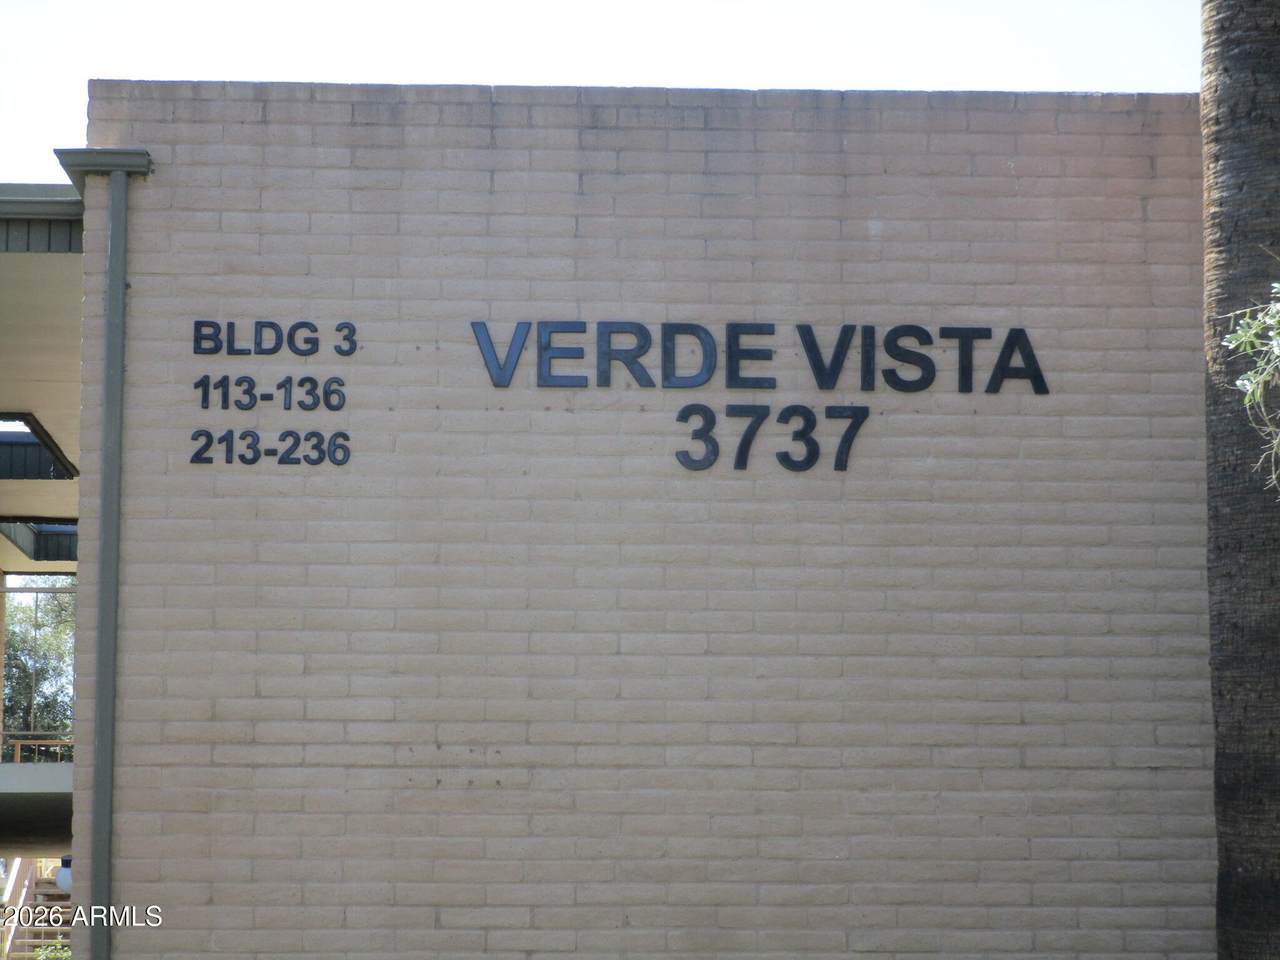 BLDG 3
113-136
213-236
VERDE VISTA
3737
2026 ARMLS